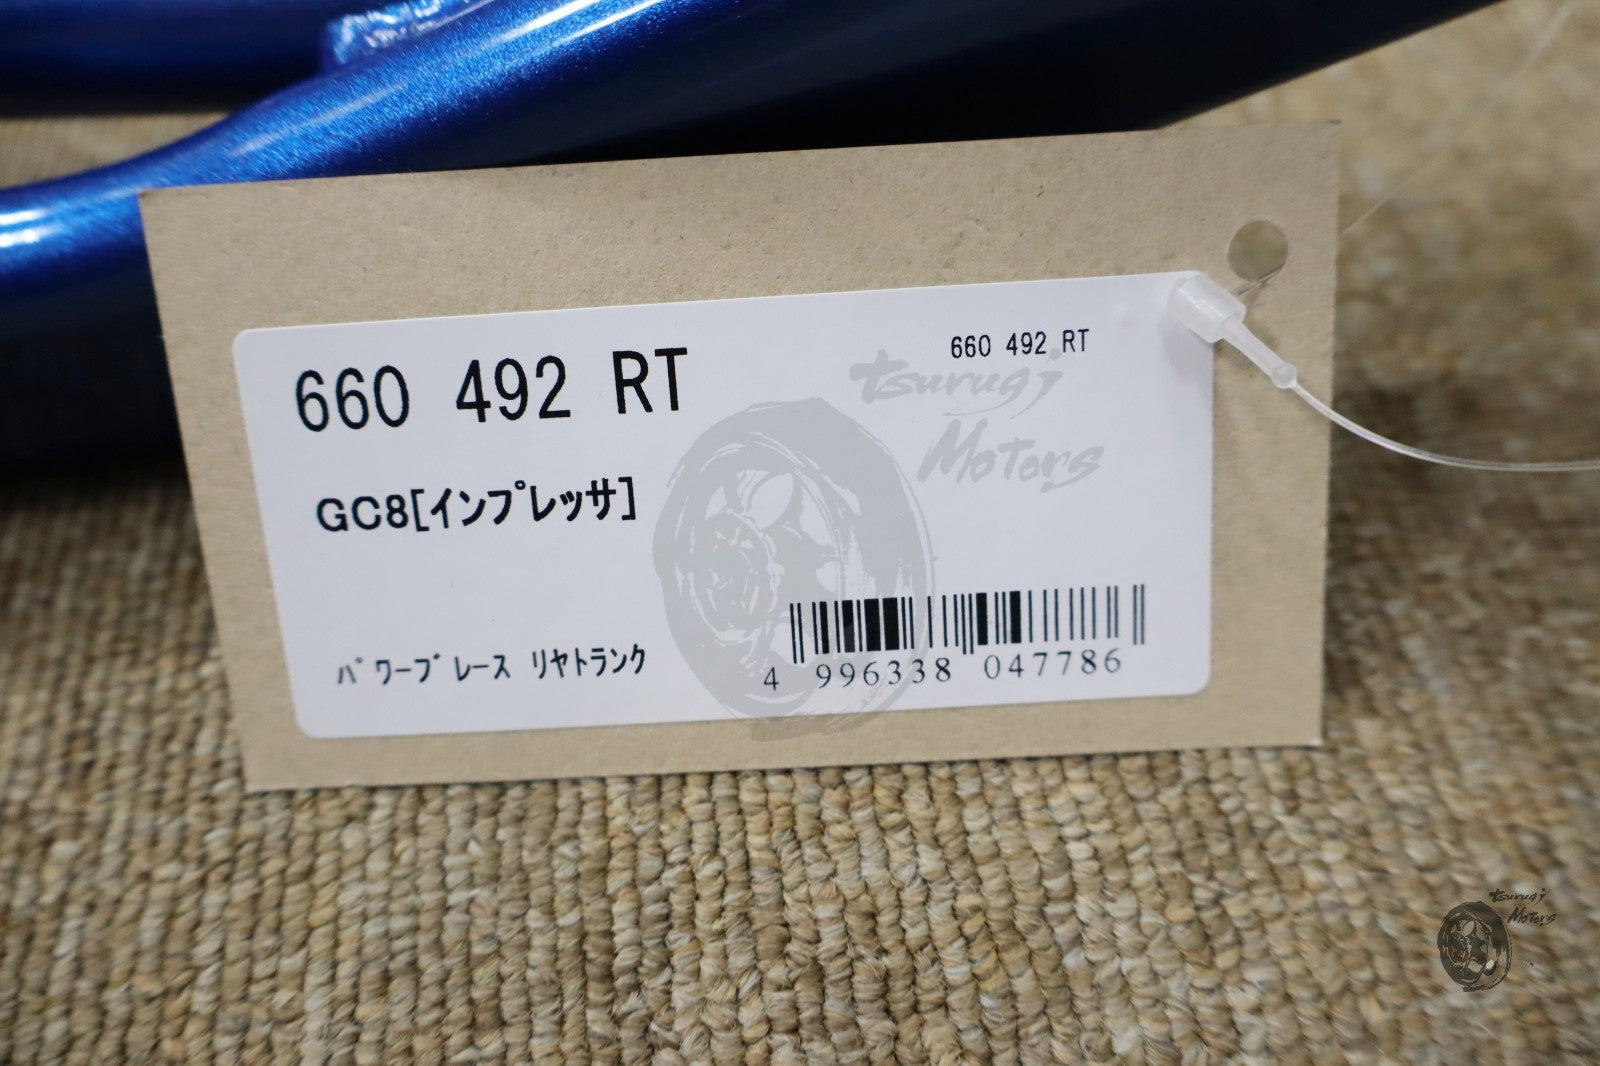 660 492 RT
660 492 RT
tsurugi
Motors
GC8[インプレッサ]
パワーブレース リヤトランク
4 996338 047786
tsurugi
Motors